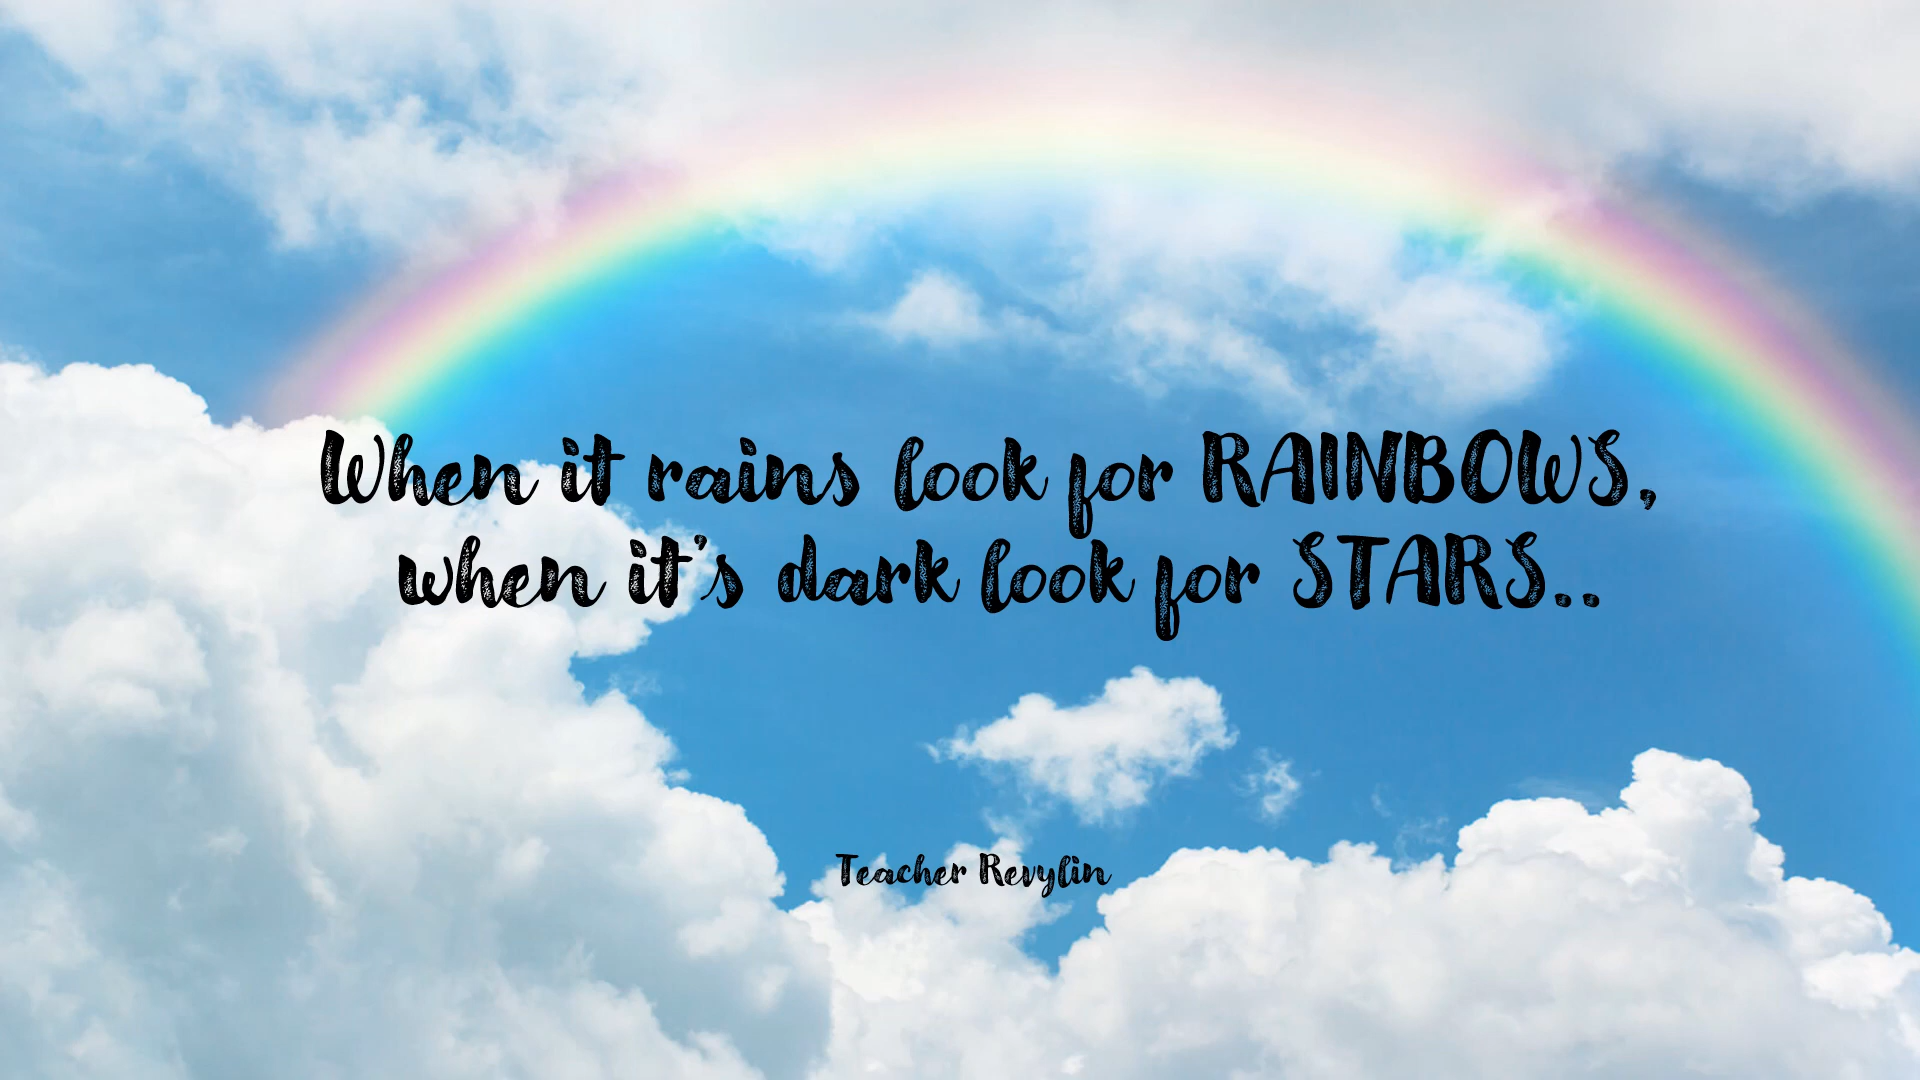 When it rains look for RAINBOWS,
when it's dark look for STARS..
Teacher Revylin